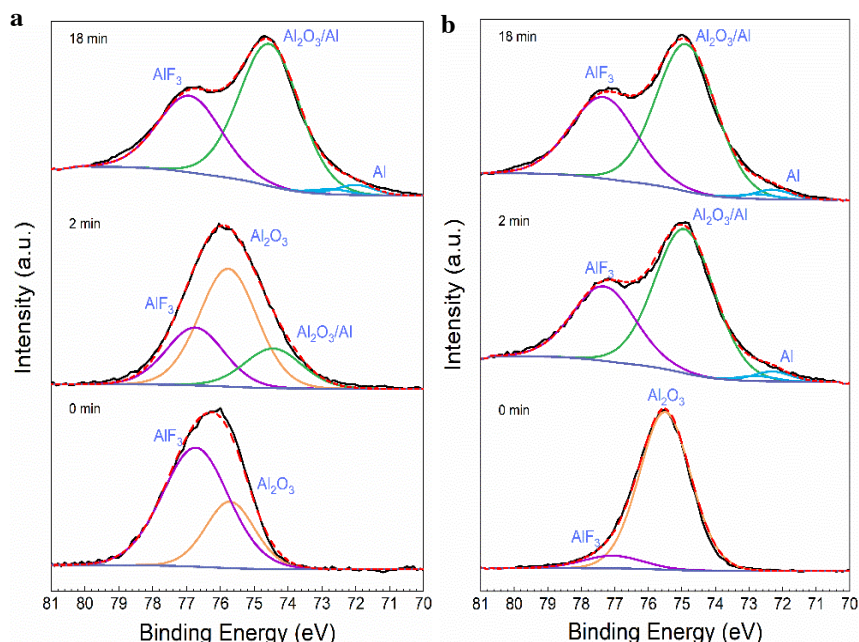 a
18 min
Al₂O₃/Al
AlF₃
Al
2 min
Al₂O₃
AlF₃
Al₂O₃/Al
0 min
AlF₃
Al₂O₃
Intensity (a.u.)
81 80 79 78 77 76 75 74 73 72 71 70
Binding Energy (eV)
b
18 min
Al₂O₃/Al
AlF₃
Al
2 min
Al₂O₃/Al
AlF₃
Al
0 min
Al₂O₃
AlF₃
Intensity (a.u.)
81 80 79 78 77 76 75 74 73 72 71 70
Binding Energy (eV)